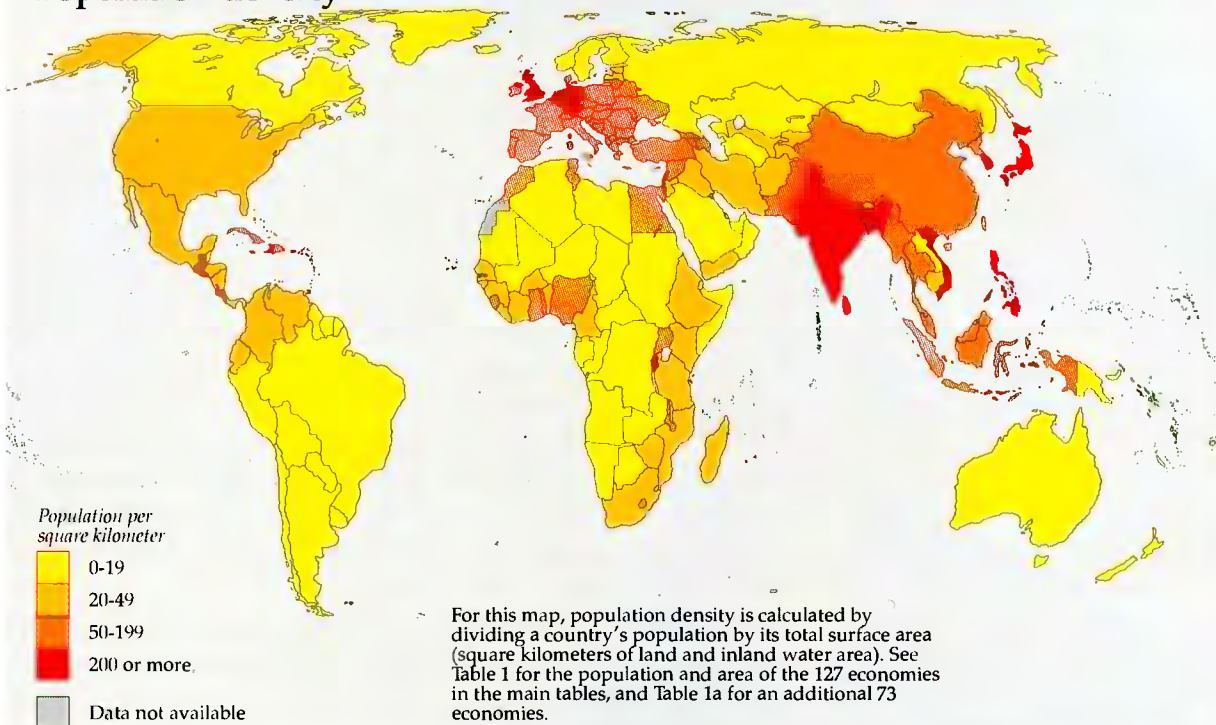 Population per
square kilometer
0-19
20-49
50-199
200 or more
Data not available
For this map, population density is calculated by
dividing a country's population by its total surface area
(square kilometers of land and inland water area). See
Table 1 for the population and area of the 127 economies
in the main tables, and Table 1a for an additional 73
economies.